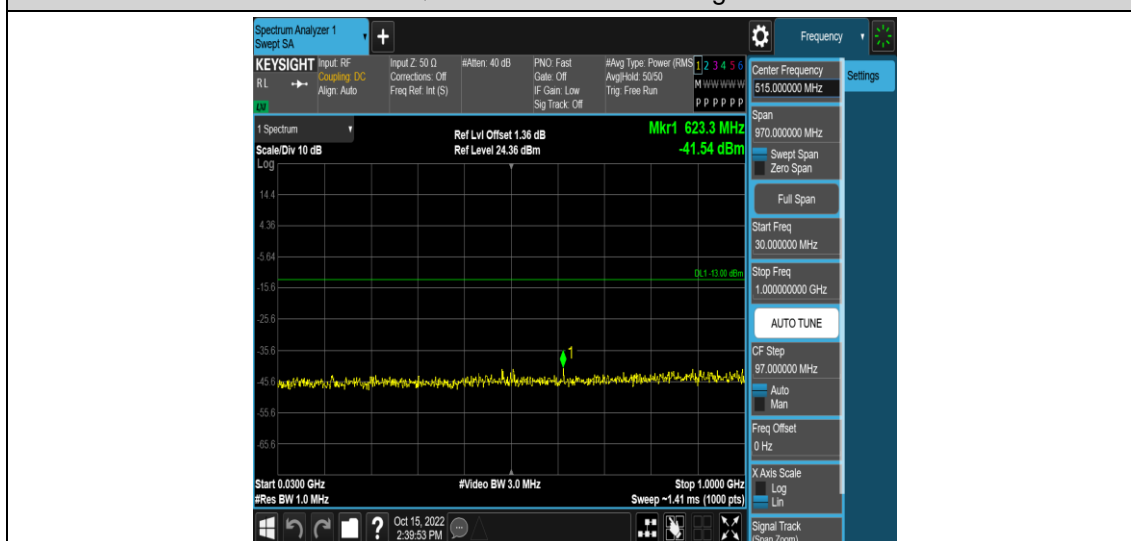 Spectrum Analyzer 1
Swept SA
Frequency
KEYSIGHT
RL
LV
Input: RF
Coupling: DC
Align: Auto
Input Z: 50 Ω
Corrections: Off
Freq Ref: Int (S)
#Atten: 40 dB
PNO: Fast
Gate: Off
IF Gain: Low
Sig Track: Off
#Avg Type: Power (RMS
Avg|Hold: 50/50
Trig: Free Run
1 2 3 4 5 6
M W W W W W
P P P P P P
1 Spectrum
Scale/Div 10 dB
Log
Ref Lvl Offset 1.36 dB
Ref Level 24.36 dBm
Mkr1 623.3 MHz
-41.54 dBm
14.4
4.36
-5.64
DL1 -13.00 dBm
-15.6
-25.6
-35.6
1
-45.6
-55.6
-65.6
Start 0.0300 GHz
#Res BW 1.0 MHz
#Video BW 3.0 MHz
Stop 1.0000 GHz
Sweep ~1.41 ms (1000 pts)
Oct 15, 2022
2:39:53 PM
Center Frequency
515.000000 MHz
Settings
Span
970.000000 MHz
Swept Span
Zero Span
Full Span
Start Freq
30.000000 MHz
Stop Freq
1.000000000 GHz
AUTO TUNE
CF Step
97.000000 MHz
Auto
Man
Freq Offset
0 Hz
X Axis Scale
Log
Lin
Signal Track
(Span Zoom)